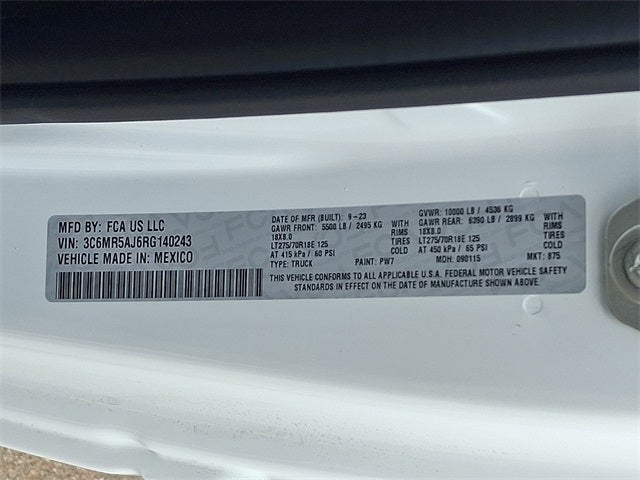 MFD BY: FCA US LLC
VIN: 3C6MR5AJ6RG140243
VEHICLE MADE IN: MEXICO
DATE OF MFR (BUILT): 9-23
GAWR FRONT: 5500 LB / 2495 KG WITH
18X8.0 RIMS
LT275/70R18E 125 TIRES
AT 415 kPa / 60 PSI COLD
TYPE: TRUCK PAINT: PW7
GVWR: 10000 LB / 4536 KG
GAWR REAR: 6390 LB / 2899 KG WITH
18X8.0 RIMS
LT275/70R18E 125 TIRES
AT 450 kPa / 65 PSI COLD
MDH: 090115 MKT: 875
THIS VEHICLE CONFORMS TO ALL APPLICABLE U.S.A. FEDERAL MOTOR VEHICLE SAFETY
STANDARDS IN EFFECT ON THE DATE OF MANUFACTURE SHOWN ABOVE.